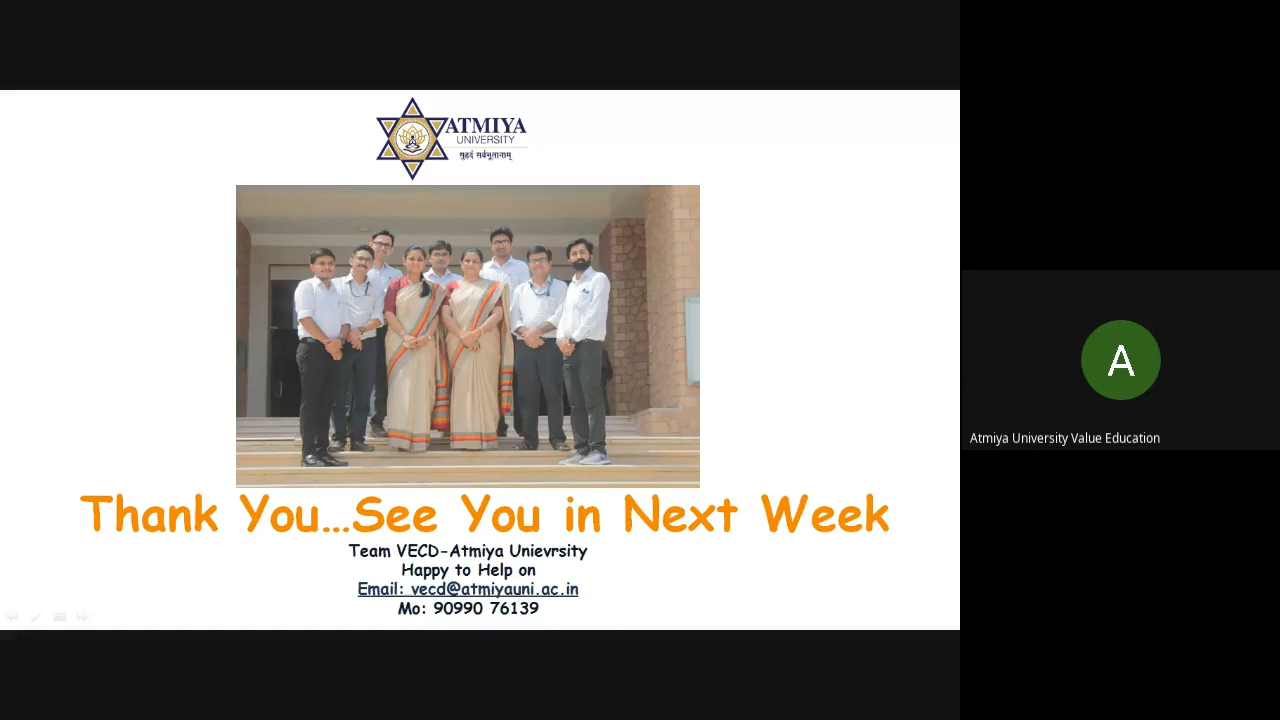 ATMIYA
UNIVERSITY
सुहृदं सर्वभूतानाम्
Thank You...See You in Next Week
Team VECD-Atmiya Unievrsity
Happy to Help on
Email: vecd@atmiyauni.ac.in
Mo: 90990 76139
A
Atmiya University Value Education